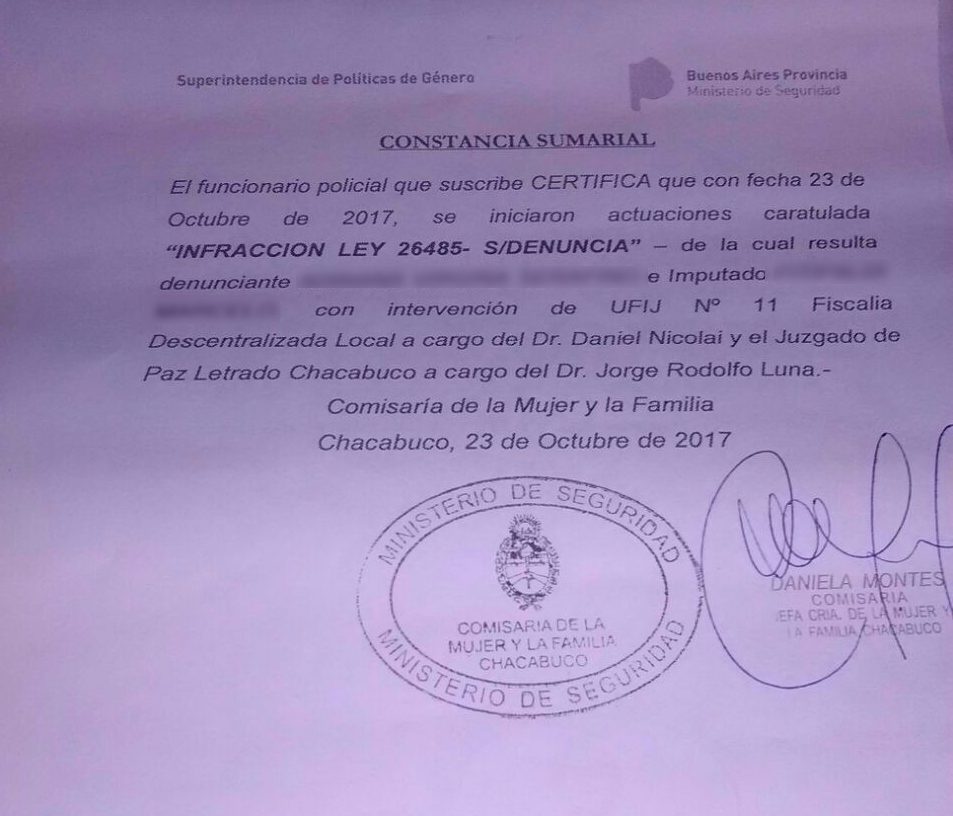 Superintendencia de Políticas de Género
Buenos Aires Provincia
Ministerio de Seguridad
CONSTANCIA SUMARIAL
El funcionario policial que suscribe CERTIFICA que con fecha 23 de
Octubre de 2017, se iniciaron actuaciones caratulada
“INFRACCION LEY 26485- S/DENUNCIA” – de la cual resulta
denunciante e Imputado
con intervención de UFIJ Nº 11 Fiscalia
Descentralizada Local a cargo del Dr. Daniel Nicolai y el Juzgado de
Paz Letrado Chacabuco a cargo del Dr. Jorge Rodolfo Luna.-
Comisaría de la Mujer y la Familia
Chacabuco, 23 de Octubre de 2017
MINISTERIO DE SEGURIDAD
COMISARIA DE LA
MUJER Y LA FAMILIA
CHACABUCO
MINISTERIO DE SEGURIDAD
DANIELA MONTES
COMISARIA
EFA CRIA. DE LA MUJER Y
LA FAMILIA CHACABUCO